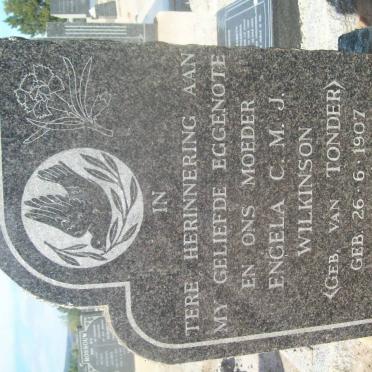 IN
TERE HERINNERING AAN
MY GELIEFDE EGGENOTE
EN ONS MOEDER
ENGELA C. M. J.
WILKINSON
(GEB VAN TONDER)
GEB. 26·6·1907